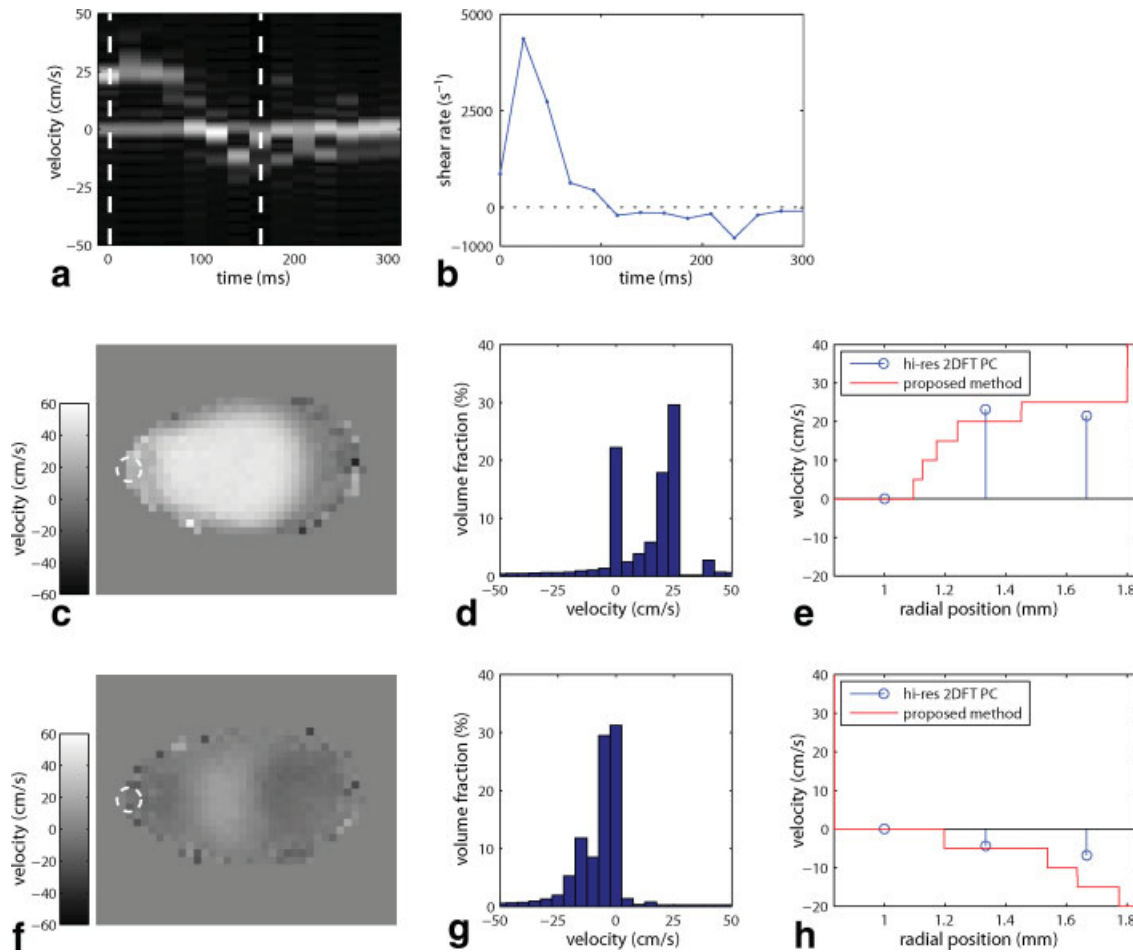 50
25
0
−25
−50
velocity (cm/s)
0 100 200 300
time (ms)
a
5000
2500
0
−1000
shear rate (s⁻¹)
0 100 200 300
time (ms)
b
60
40
20
0
−20
−40
−60
velocity (cm/s)
c
40
30
20
10
0
volume fraction (%)
−50 −25 0 25 50
velocity (cm/s)
d
40
30
20
10
0
−10
−20
velocity (cm/s)
hi-res 2DFT PC
proposed method
1 1.2 1.4 1.6 1.8
radial position (mm)
e
60
40
20
0
−20
−40
−60
velocity (cm/s)
f
40
30
20
10
0
volume fraction (%)
−50 −25 0 25 50
velocity (cm/s)
g
40
30
20
10
0
−10
−20
velocity (cm/s)
hi-res 2DFT PC
proposed method
1 1.2 1.4 1.6 1.8
radial position (mm)
h